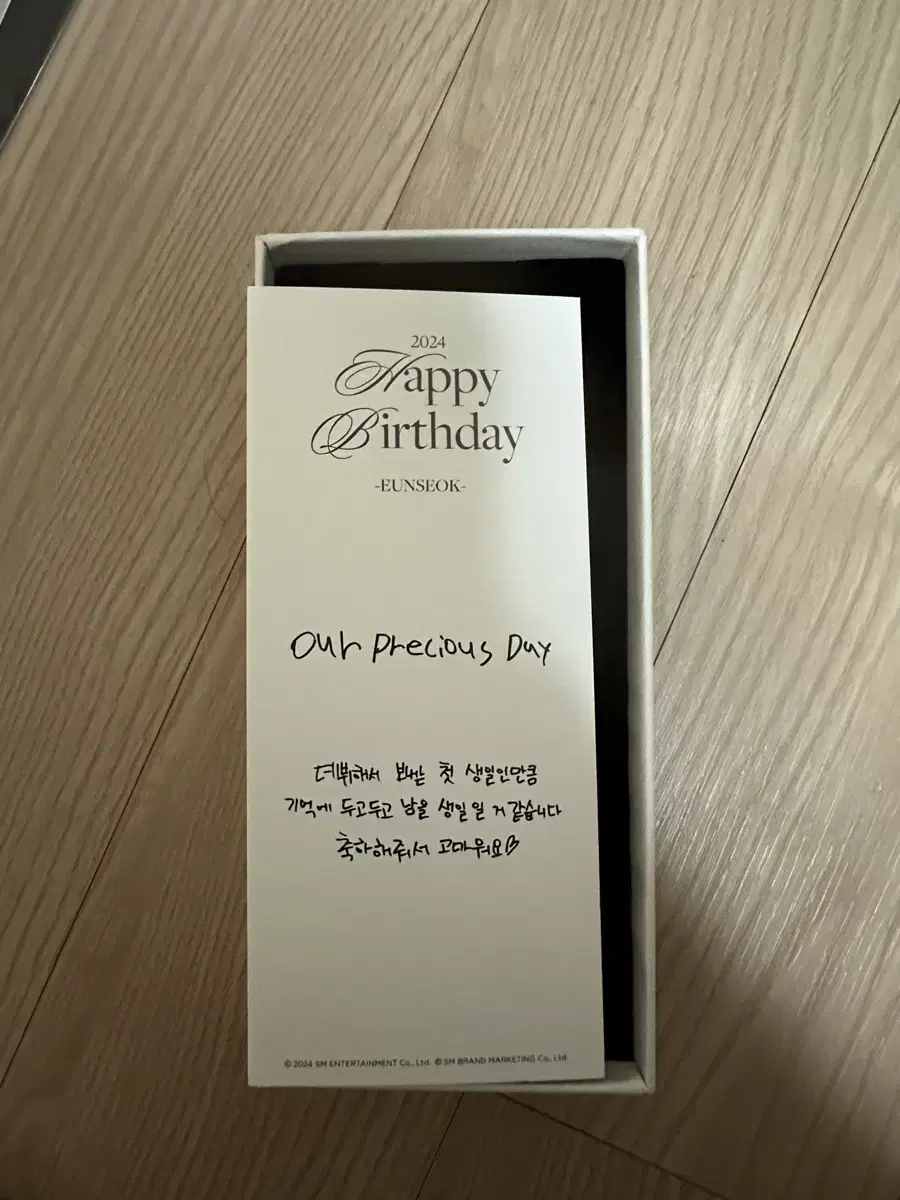 2024
Happy
Birthday
-EUNSEOK-
Our precious Day
데뷔해서 보내는 첫 생일인만큼
기억에 두고두고 남을 생일일 거 같습니다
축하해줘서 고마워요♡
© 2024 SM ENTERTAINMENT Co., Ltd. © SM BRAND MARKETING Co., Ltd.